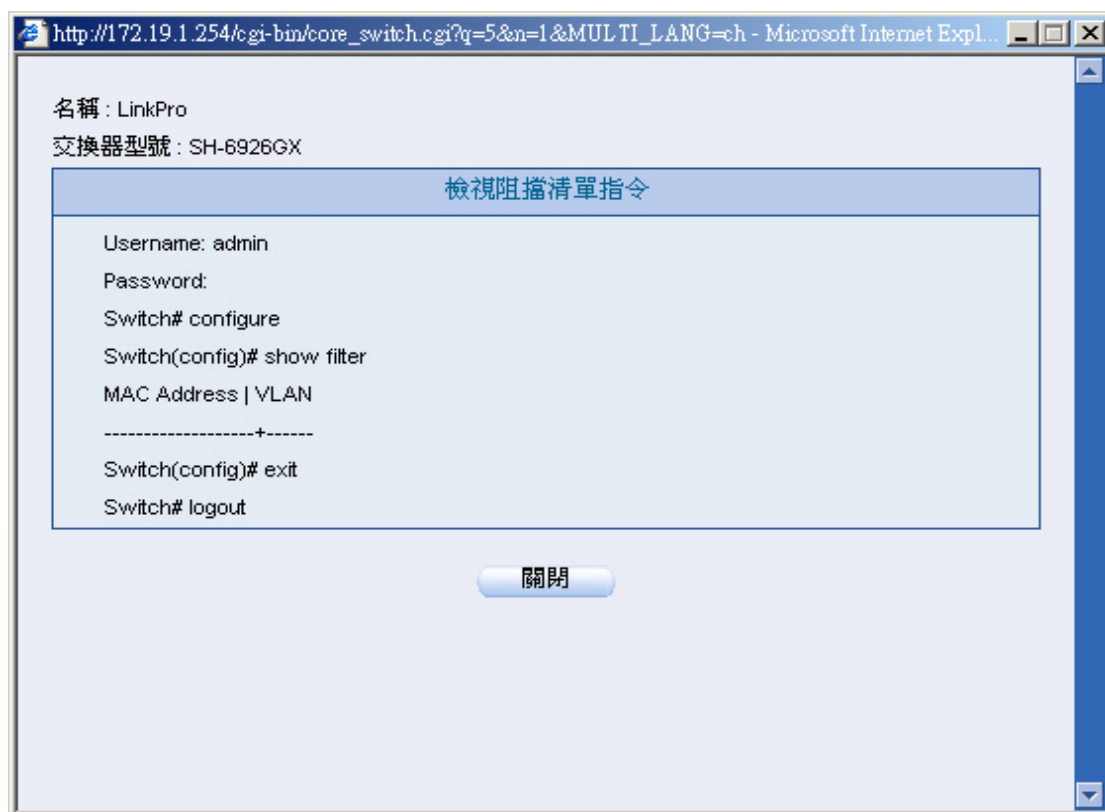 http://172.19.1.254/cgi-bin/core_switch.cgi?q=5&n=1&MULTI_LANG=ch - Microsoft Internet Expl...
名稱 : LinkPro
交換器型號 : SH-6926GX
檢視阻擋清單指令
Username: admin
Password:
Switch# configure
Switch(config)# show filter
MAC Address | VLAN
-------------------+------
Switch(config)# exit
Switch# logout
關閉